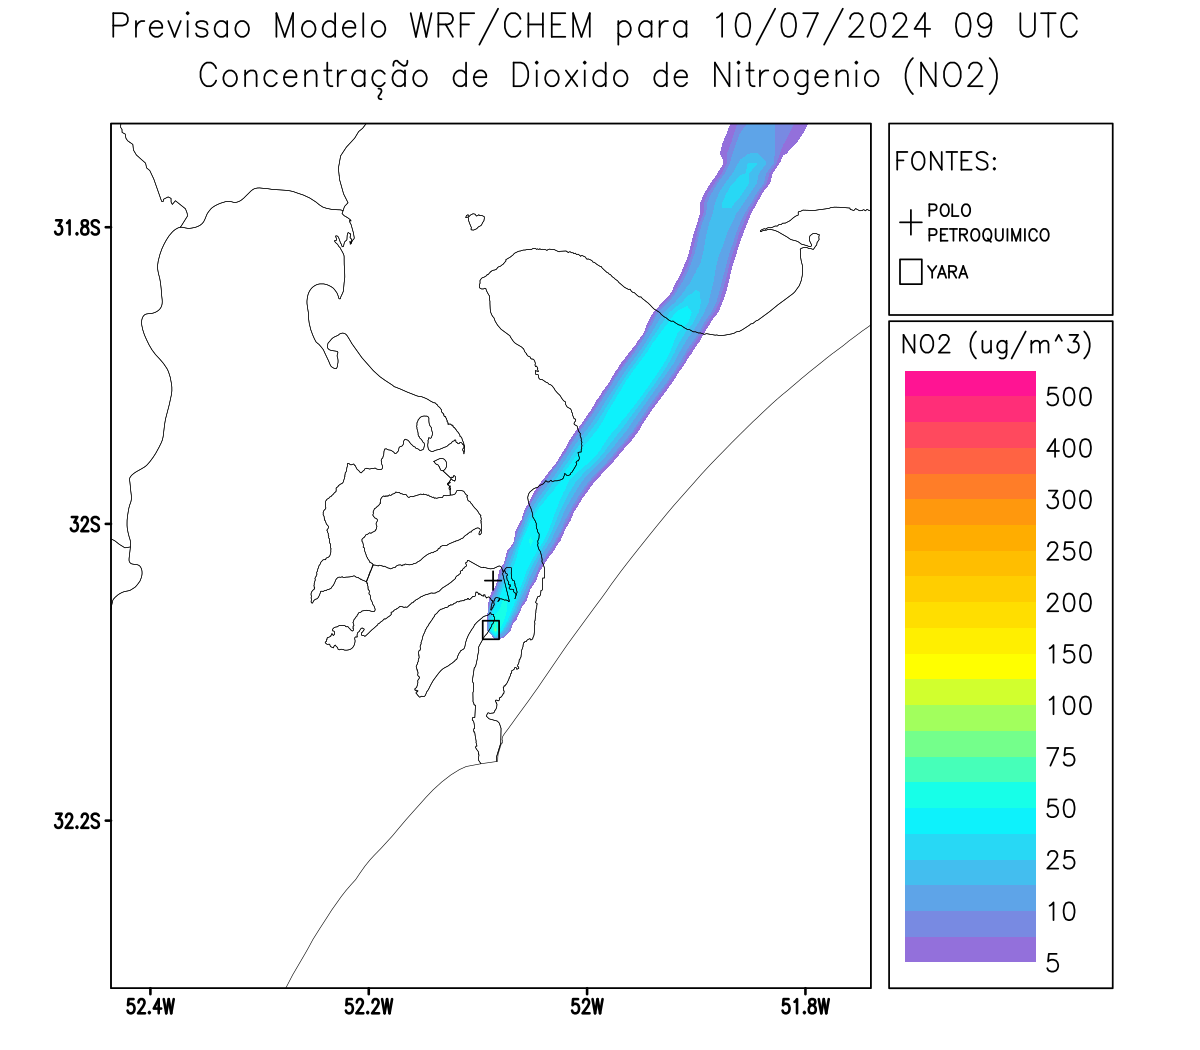 Previsao Modelo WRF/CHEM para 10/07/2024 09 UTC
Concentração de Dioxido de Nitrogenio (NO2)
FONTES:
POLO
PETROQUIMICO
YARA
NO2 (ug/m^3)
500
400
300
250
200
150
100
75
50
25
10
5
31.8S
32S
32.2S
52.4W
52.2W
52W
51.8W